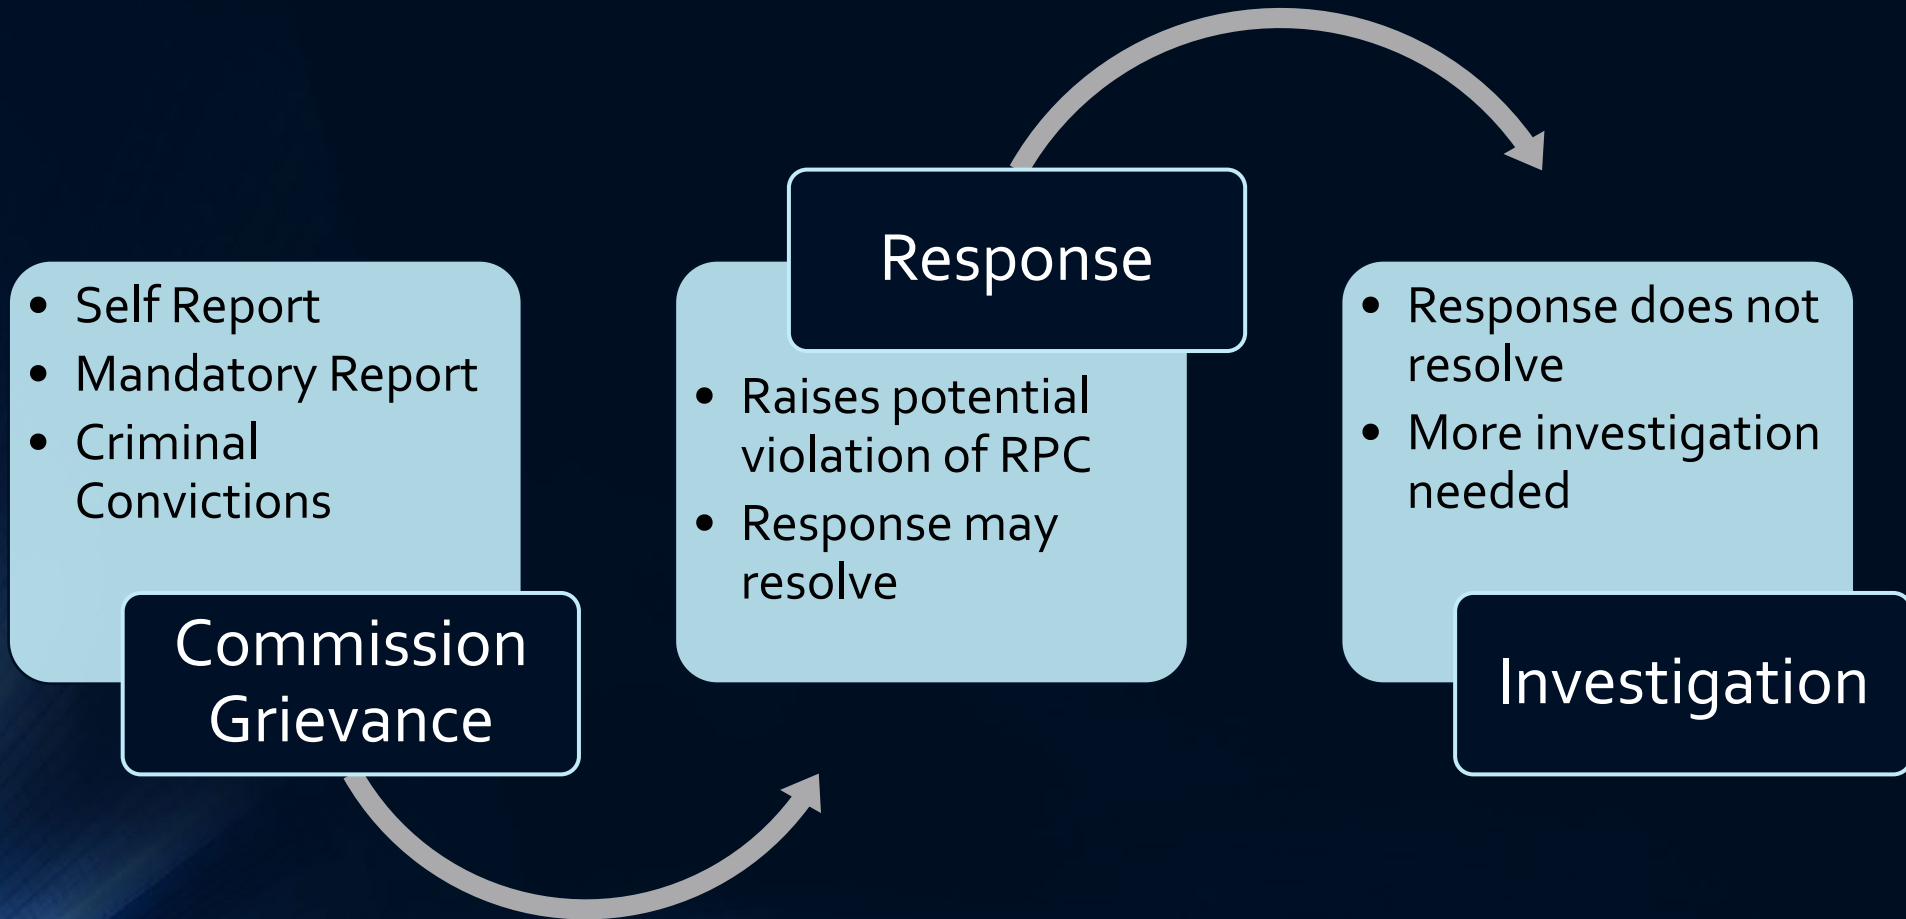 • Self Report
• Mandatory Report
• Criminal
Convictions
Commission
Grievance
Response
• Raises potential
violation of RPC
• Response may
resolve
• Response does not
resolve
• More investigation
needed
Investigation